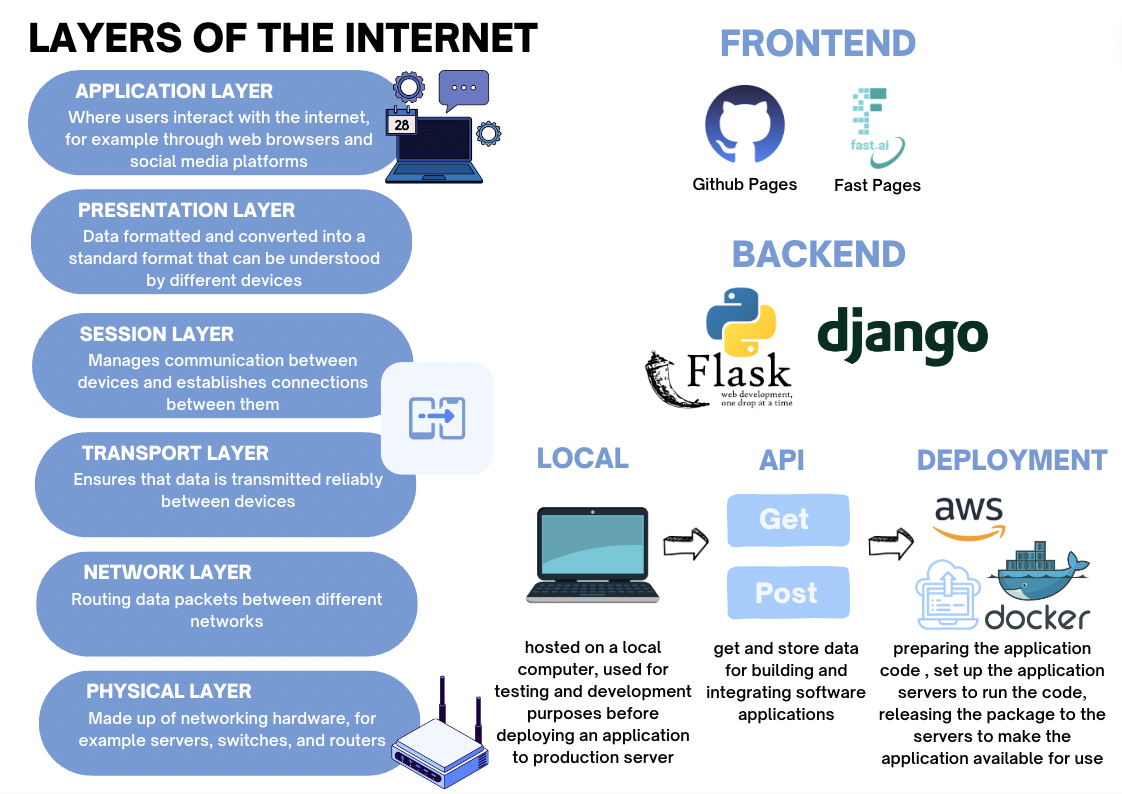 LAYERS OF THE INTERNET
APPLICATION LAYER
Where users interact with the internet,
for example through web browsers and
social media platforms
28
PRESENTATION LAYER
Data formatted and converted into a
standard format that can be understood
by different devices
SESSION LAYER
Manages communication between
devices and establishes connections
between them
TRANSPORT LAYER
Ensures that data is transmitted reliably
between devices
NETWORK LAYER
Routing data packets between different
networks
PHYSICAL LAYER
Made up of networking hardware, for
example servers, switches, and routers
FRONTEND
F
fast.ai
Github Pages
Fast Pages
BACKEND
Flask
web development,
one drop at a time
django
LOCAL
hosted on a local
computer, used for
testing and development
purposes before
deploying an application
to production server
API
Get
Post
get and store data
for building and
integrating software
applications
DEPLOYMENT
aws
docker
preparing the application
code , set up the application
servers to run the code,
releasing the package to the
servers to make the
application available for use